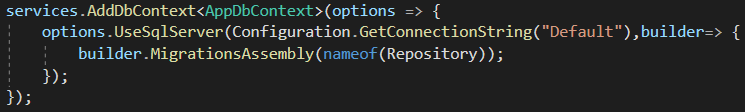 services.AddDbContext<AppDbContext>(options => {
    options.UseSqlServer(Configuration.GetConnectionString("Default"),builder=> {
        builder.MigrationsAssembly(nameof(Repository));
    });
});